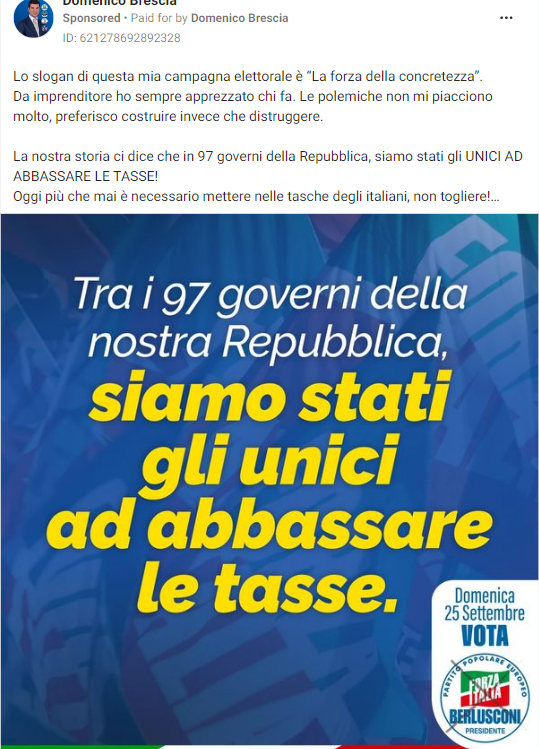 Domenico Brescia
Sponsored • Paid for by Domenico Brescia
ID: 621278692892328
Lo slogan di questa mia campagna elettorale è “La forza della concretezza”.
Da imprenditore ho sempre apprezzato chi fa. Le polemiche non mi piacciono
molto, preferisco costruire invece che distruggere.
La nostra storia ci dice che in 97 governi della Repubblica, siamo stati gli UNICI AD
ABBASSARE LE TASSE!
Oggi più che mai è necessario mettere nelle tasche degli italiani, non togliere!...
Tra i 97 governi della
nostra Repubblica,
siamo stati
gli unici
ad abbassare
le tasse.
Domenica
25 Settembre
VOTA
PARTITO POPOLARE EUROPEO
FORZA
ITALIA
BERLUSCONI
PRESIDENTE